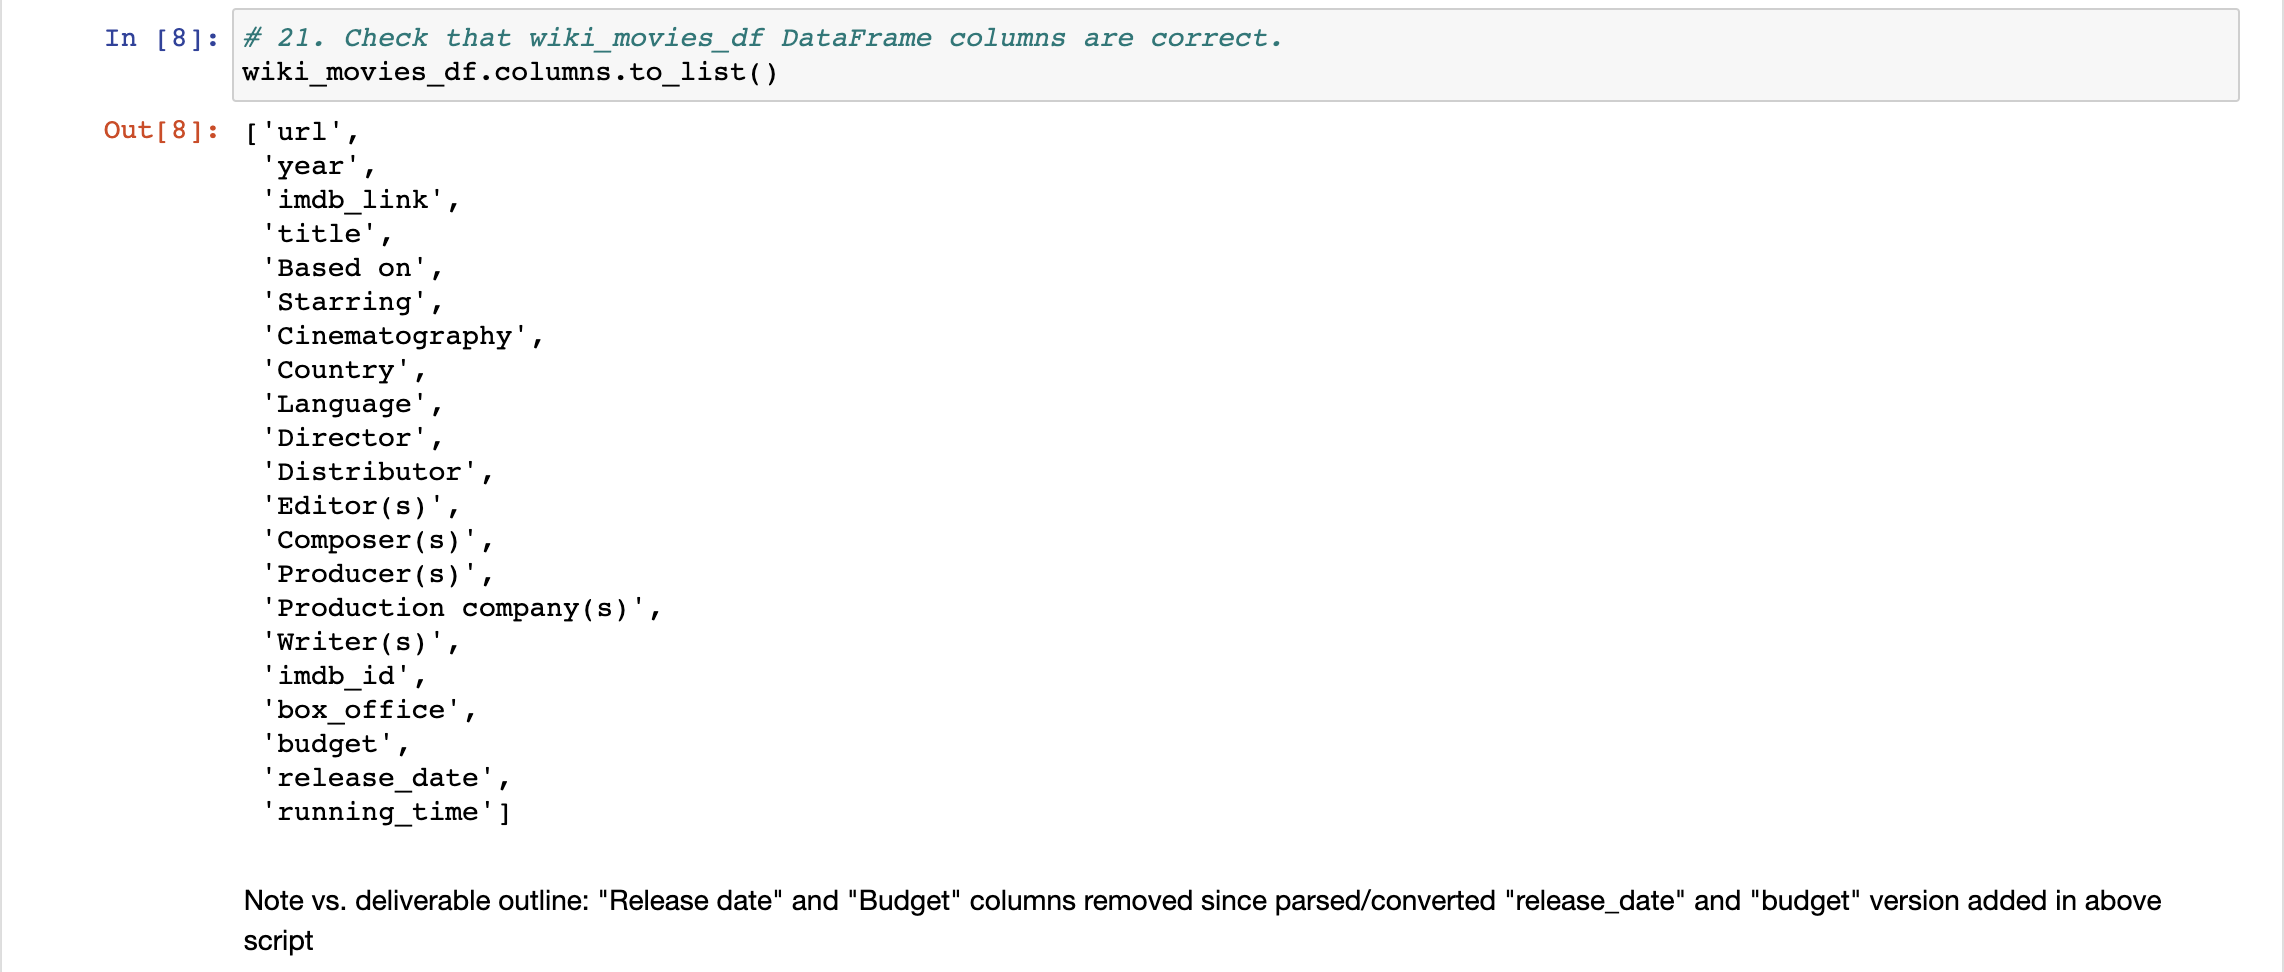 In [8]: # 21. Check that wiki_movies_df DataFrame columns are correct.
wiki_movies_df.columns.to_list()
Out[8]: ['url',
'year',
'imdb_link',
'title',
'Based on',
'Starring',
'Cinematography',
'Country',
'Language',
'Director',
'Distributor',
'Editor(s)',
'Composer(s)',
'Producer(s)',
'Production company(s)',
'Writer(s)',
'imdb_id',
'box_office',
'budget',
'release_date',
'running_time']
Note vs. deliverable outline: "Release date" and "Budget" columns removed since parsed/converted "release_date" and "budget" version added in above
script